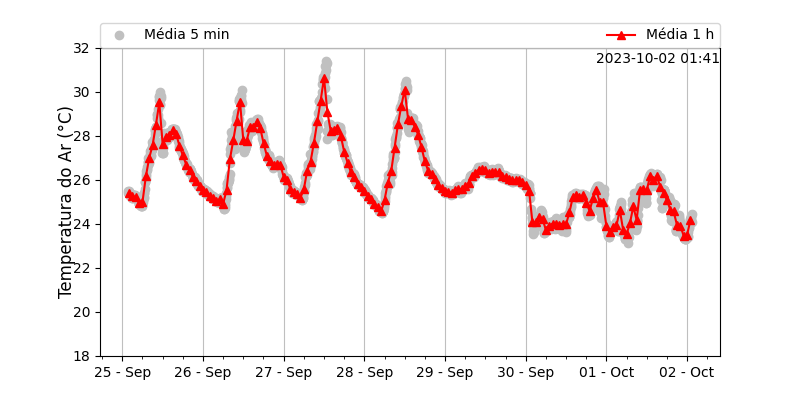 Média 5 min
Média 1 h
2023-10-02 01:41
Temperatura do Ar (°C)
32
30
28
26
24
22
20
18
25 - Sep
26 - Sep
27 - Sep
28 - Sep
29 - Sep
30 - Sep
01 - Oct
02 - Oct